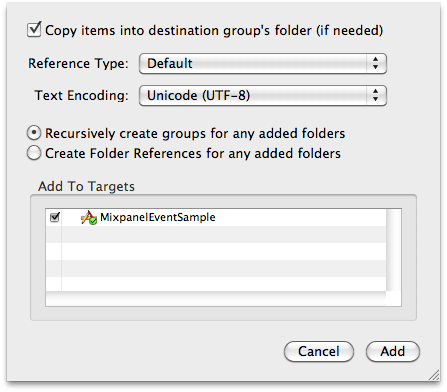 Copy items into destination group's folder (if needed)
Reference Type: Default
Text Encoding: Unicode (UTF-8)
Recursively create groups for any added folders
Create Folder References for any added folders
Add To Targets
MixpanelEventSample
Cancel Add